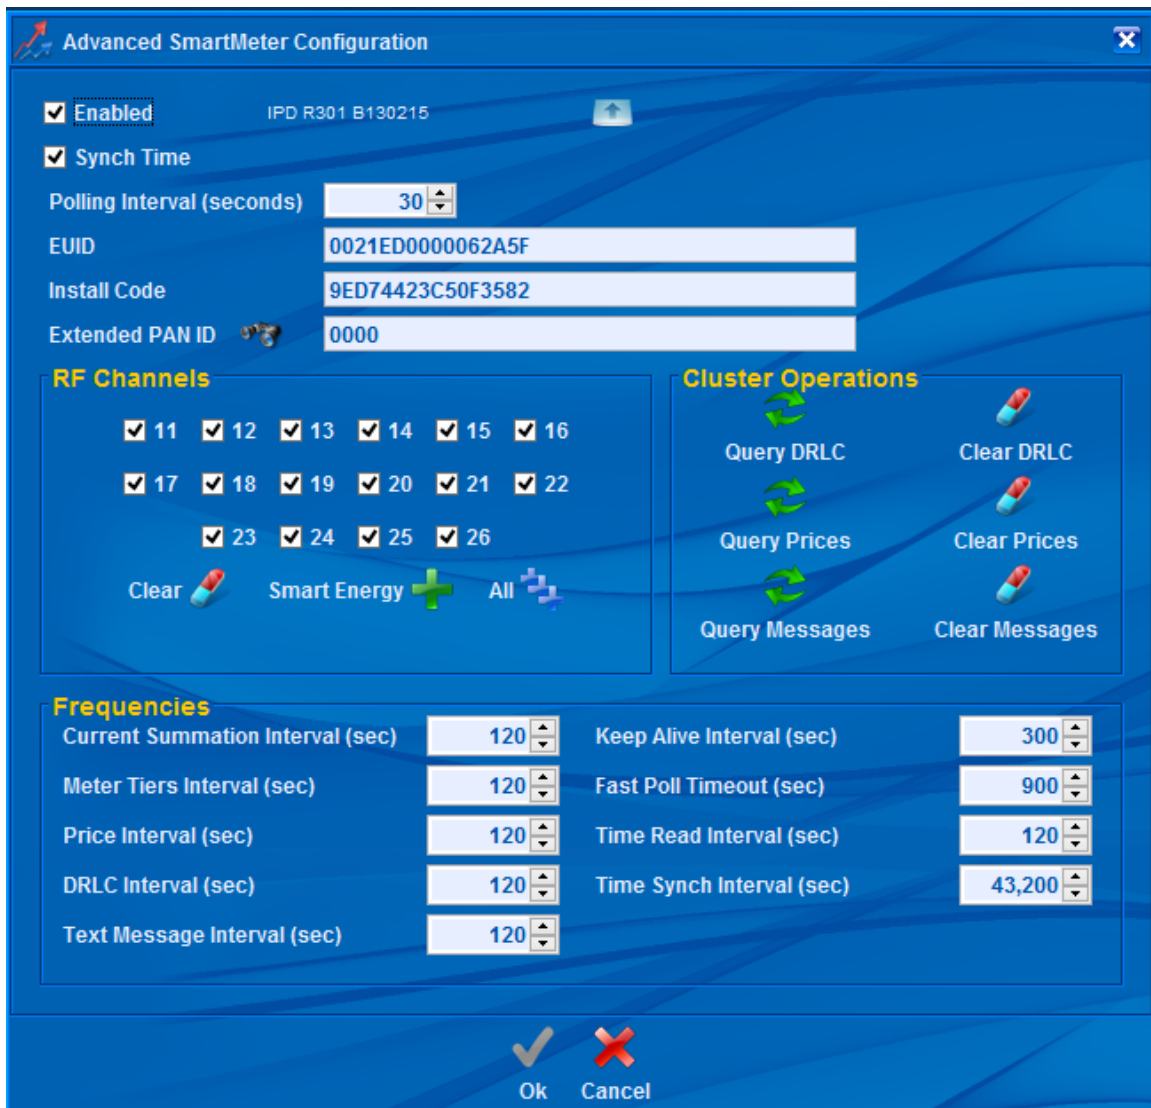 Advanced SmartMeter Configuration
Enabled IPD R301 B130215
Synch Time
Polling Interval (seconds) 30
EUID 0021ED0000062A5F
Install Code 9ED74423C50F3582
Extended PAN ID 0000
RF Channels
11 12 13 14 15 16
17 18 19 20 21 22
23 24 25 26
Clear Smart Energy All
Cluster Operations
Query DRLC Clear DRLC
Query Prices Clear Prices
Query Messages Clear Messages
Frequencies
Current Summation Interval (sec) 120 Keep Alive Interval (sec) 300
Meter Tiers Interval (sec) 120 Fast Poll Timeout (sec) 900
Price Interval (sec) 120 Time Read Interval (sec) 120
DRLC Interval (sec) 120 Time Synch Interval (sec) 43,200
Text Message Interval (sec) 120
Ok Cancel